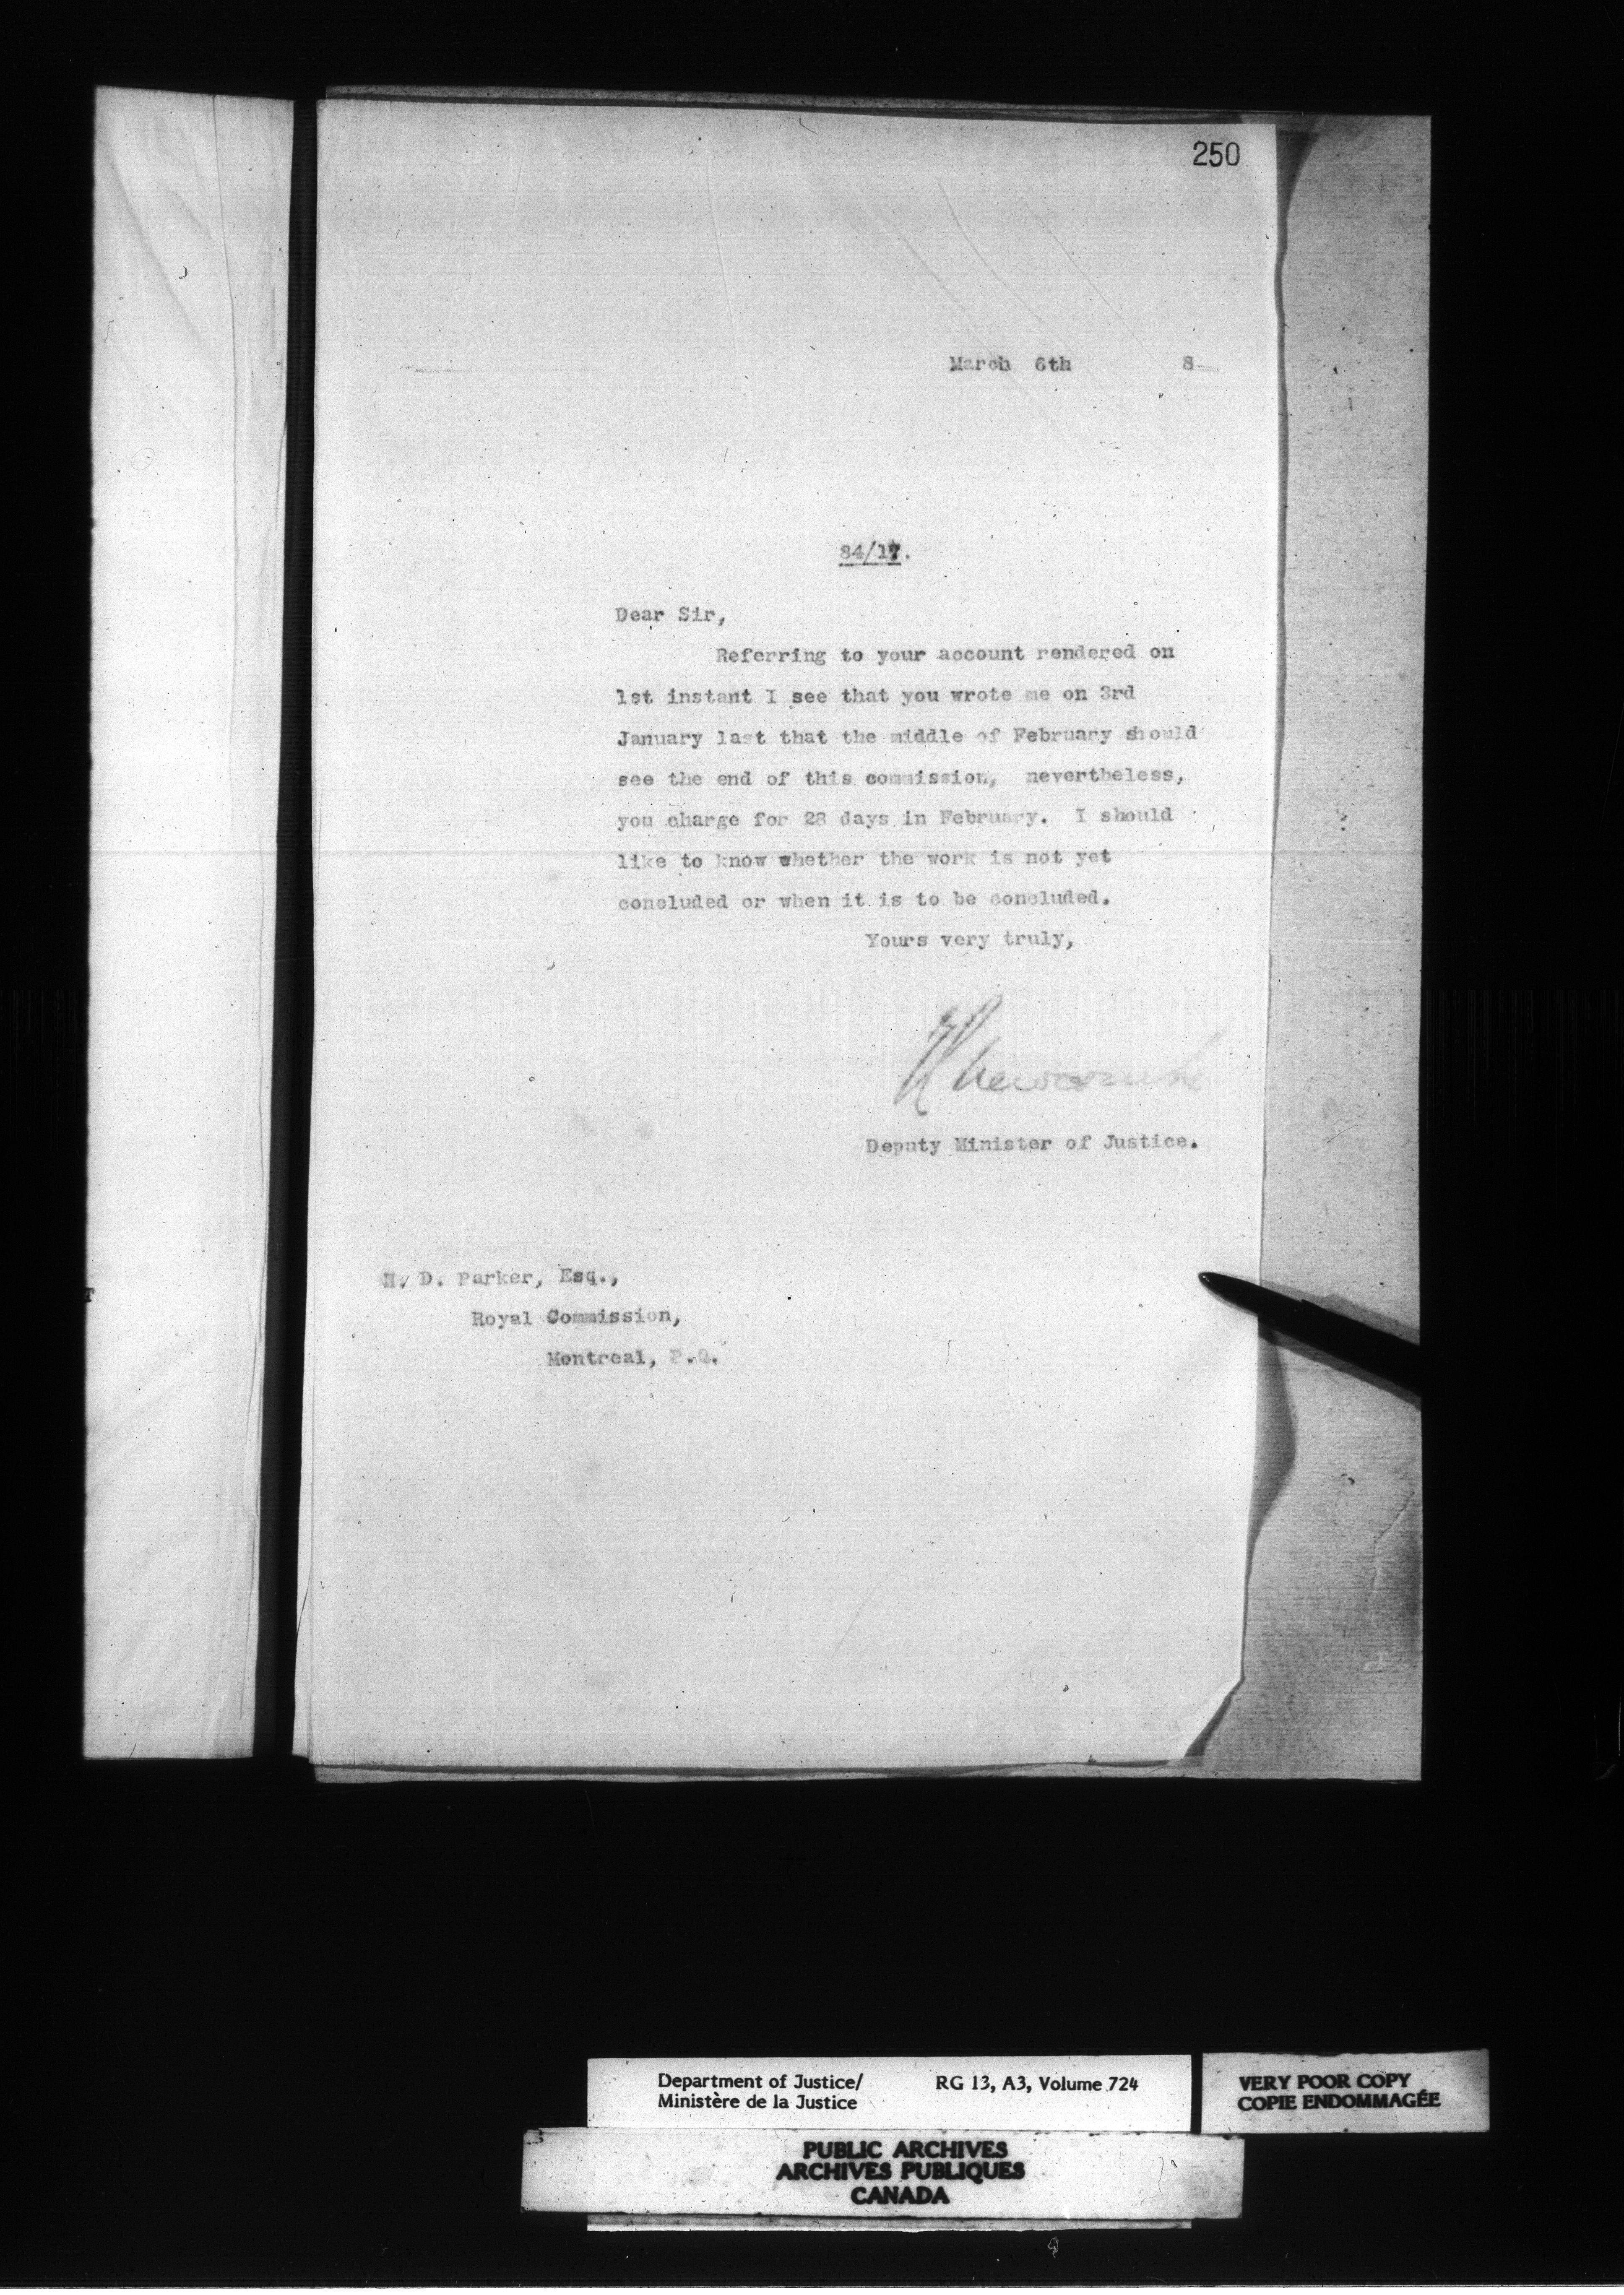 250
March 6th 8
84/17.
Dear Sir,
Referring to your account rendered on
1st instant I see that you wrote me on 3rd
January last that the middle of February should
see the end of this commission, nevertheless,
you charge for 28 days in February. I should
like to know whether the work is not yet
concluded or when it is to be concluded.
Yours very truly,
Newcombe
Deputy Minister of Justice.
D. Parker, Esq.,
Royal Commission,
Montreal, P.Q.
Department of Justice/ RG 13, A3, Volume 724
Ministère de la Justice
VERY POOR COPY
COPIE ENDOMMAGÉE
PUBLIC ARCHIVES
ARCHIVES PUBLIQUES
CANADA